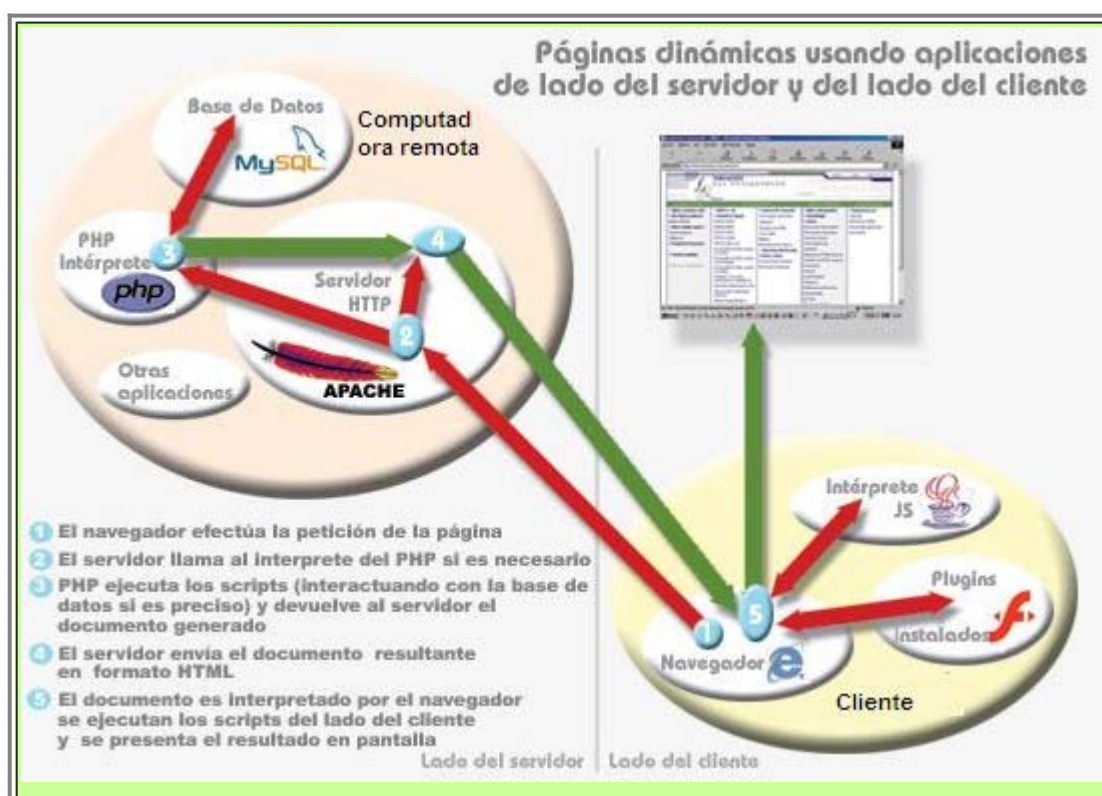 Páginas dinámicas usando aplicaciones
de lado del servidor y del lado del cliente
Base de Datos
MySQL
Computad
ora remota
PHP
Intérprete
php
3
4
Servidor
HTTP
2
APACHE
Otras
aplicaciones
Intérprete
JS
Plugins
Instalados
1
5
Navegador
Cliente
1 El navegador efectúa la petición de la página
2 El servidor llama al interprete del PHP si es necesario
3 PHP ejecuta los scripts (interactuando con la base de
datos si es preciso) y devuelve al servidor el
documento generado
4 El servidor envía el documento resultante
en formato HTML
5 El documento es interpretado por el navegador
se ejecutan los scripts del lado del cliente
y se presenta el resultado en pantalla
Lado del servidor
Lado del cliente